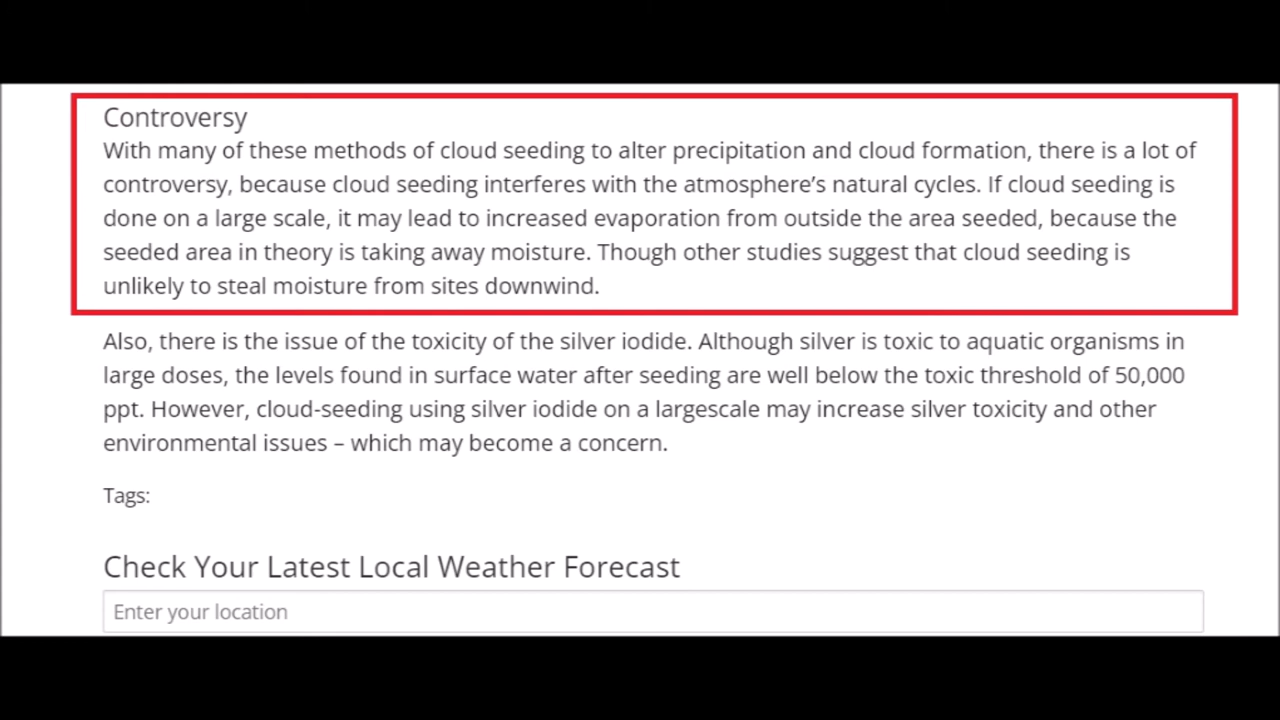 Controversy
With many of these methods of cloud seeding to alter precipitation and cloud formation, there is a lot of
controversy, because cloud seeding interferes with the atmosphere’s natural cycles. If cloud seeding is
done on a large scale, it may lead to increased evaporation from outside the area seeded, because the
seeded area in theory is taking away moisture. Though other studies suggest that cloud seeding is
unlikely to steal moisture from sites downwind.
Also, there is the issue of the toxicity of the silver iodide. Although silver is toxic to aquatic organisms in
large doses, the levels found in surface water after seeding are well below the toxic threshold of 50,000
ppt. However, cloud-seeding using silver iodide on a largescale may increase silver toxicity and other
environmental issues – which may become a concern.
Tags:
Check Your Latest Local Weather Forecast
Enter your location